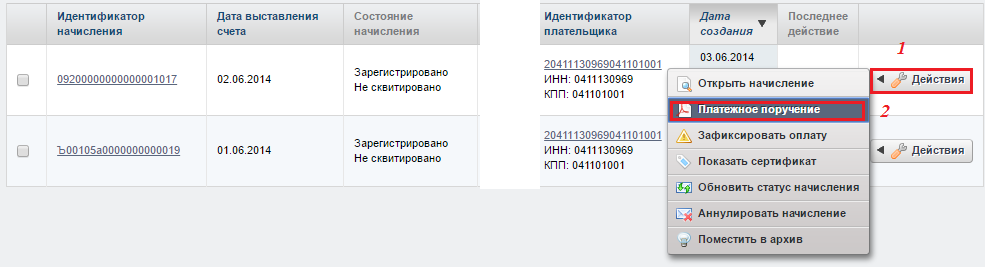 Идентификатор начисления
Дата выставления счета
Состояние начисления
Идентификатор плательщика
Дата создания
Последнее действие
09200000000000001017
02.06.2014
Зарегистрировано
Не сквитировано
20411130969041101001
ИНН: 0411130969
КПП: 041101001
03.06.2014
1
Действия
Открыть начисление
Платежное поручение
2
Зафиксировать оплату
Показать сертификат
Обновить статус начисления
Аннулировать начисление
Поместить в архив
Ъ00105a0000000000019
01.06.2014
Зарегистрировано
Не сквитировано
20411130969041101001
ИНН: 0411130969
КПП: 041101001
Действия